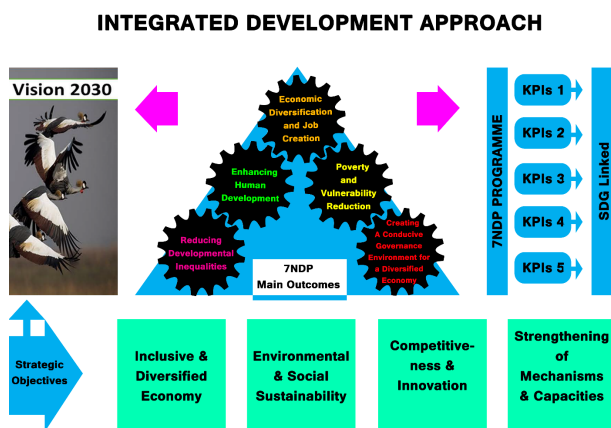 INTEGRATED DEVELOPMENT APPROACH
Vision 2030
Economic
Diversification
and Job
Creation
Enhancing
Human
Development
Poverty
and
Vulnerability
Reduction
Reducing
Developmental
Inequalities
Creating
A Conducive
Governance
Environment for
a Diversified
Economy
7NDP
Main Outcomes
7NDP PROGRAMME
KPIs 1
KPIs 2
KPIs 3
KPIs 4
KPIs 5
SDG Linked
Strategic
Objectives
Inclusive &
Diversified
Economy
Environmental
& Social
Sustainability
Competitive-
ness &
Innovation
Strengthening
of
Mechanisms
& Capacities